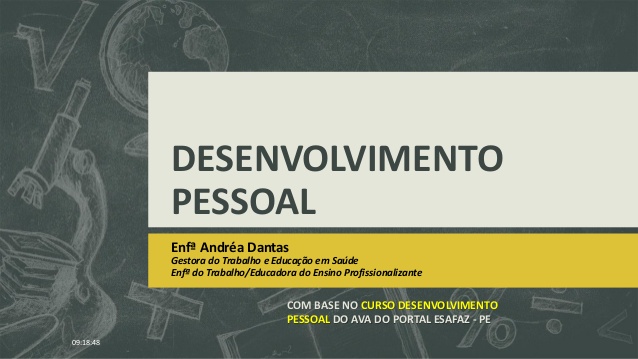 DESENVOLVIMENTO
PESSOAL
Enfª Andréa Dantas
Gestora do Trabalho e Educação em Saúde
Enfª do Trabalho/Educadora do Ensino Profissionalizante
COM BASE NO CURSO DESENVOLVIMENTO
PESSOAL DO AVA DO PORTAL ESAFAZ - PE
09:18:48